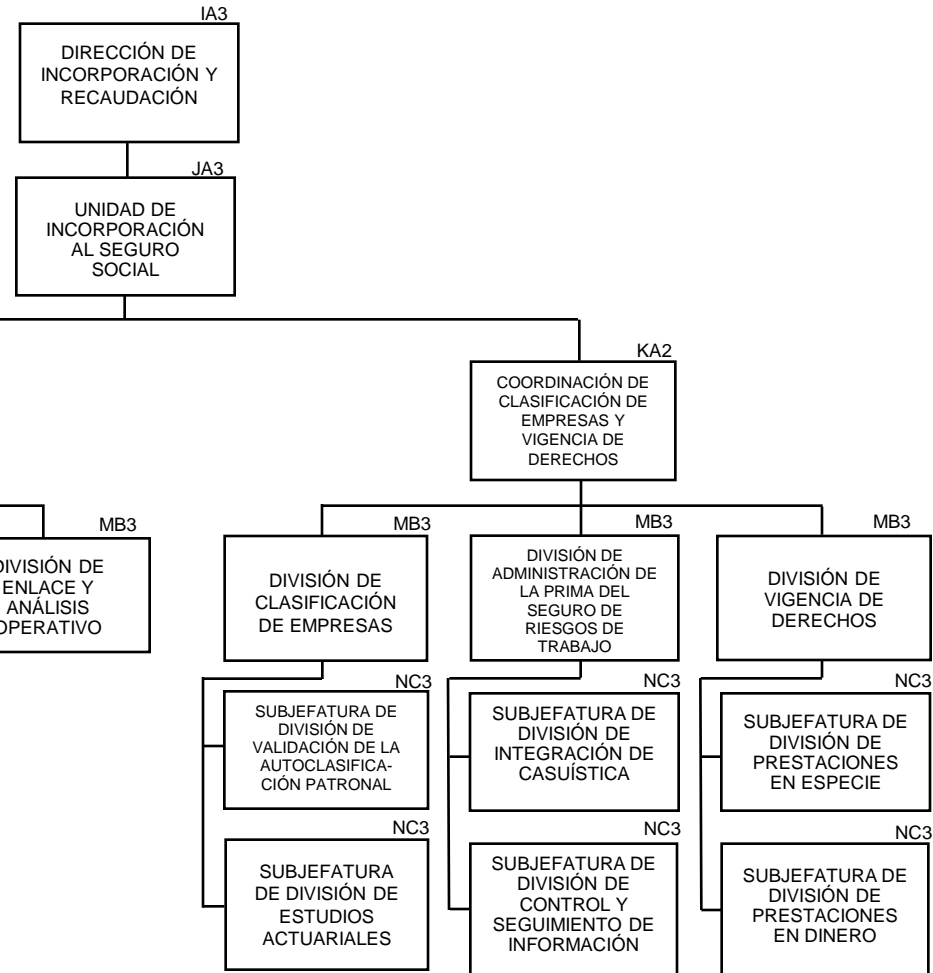 IA3
DIRECCIÓN DE
INCORPORACIÓN Y
RECAUDACIÓN
JA3
UNIDAD DE
INCORPORACIÓN
AL SEGURO
SOCIAL
KA2
COORDINACIÓN DE
CLASIFICACIÓN DE
EMPRESAS Y
VIGENCIA DE
DERECHOS
MB3
DIVISIÓN DE
ENLACE Y
ANÁLISIS
OPERATIVO
MB3
DIVISIÓN DE
CLASIFICACIÓN
DE EMPRESAS
MB3
DIVISIÓN DE
ADMINISTRACIÓN DE
LA PRIMA DEL
SEGURO DE
RIESGOS DE
TRABAJO
MB3
DIVISIÓN DE
VIGENCIA DE
DERECHOS
NC3
SUBJEFATURA DE
DIVISIÓN DE
VALIDACIÓN DE LA
AUTOCLASIFICA-
CIÓN PATRONAL
NC3
SUBJEFATURA DE
DIVISIÓN DE
INTEGRACIÓN DE
CASUÍSTICA
NC3
SUBJEFATURA DE
DIVISIÓN DE
PRESTACIONES
EN ESPECIE
NC3
SUBJEFATURA
DE DIVISIÓN DE
ESTUDIOS
ACTUARIALES
NC3
SUBJEFATURA DE
DIVISIÓN DE
CONTROL Y
SEGUIMIENTO DE
INFORMACIÓN
NC3
SUBJEFATURA DE
DIVISIÓN DE
PRESTACIONES
EN DINERO